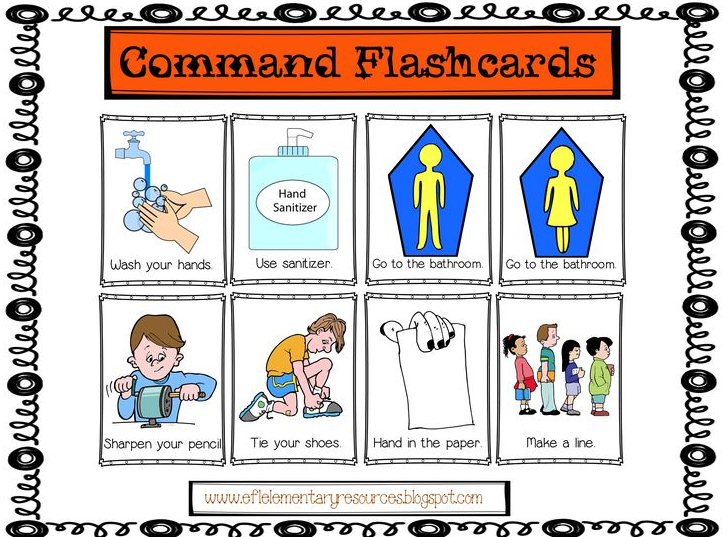 Command Flashcards
Hand
Sanitizer
Wash your hands.
Use sanitizer.
Go to the bathroom.
Go to the bathroom.
Sharpen your pencil
Tie your shoes.
Hand in the paper.
Make a line.
www.eflelementaryresources.blogspot.com